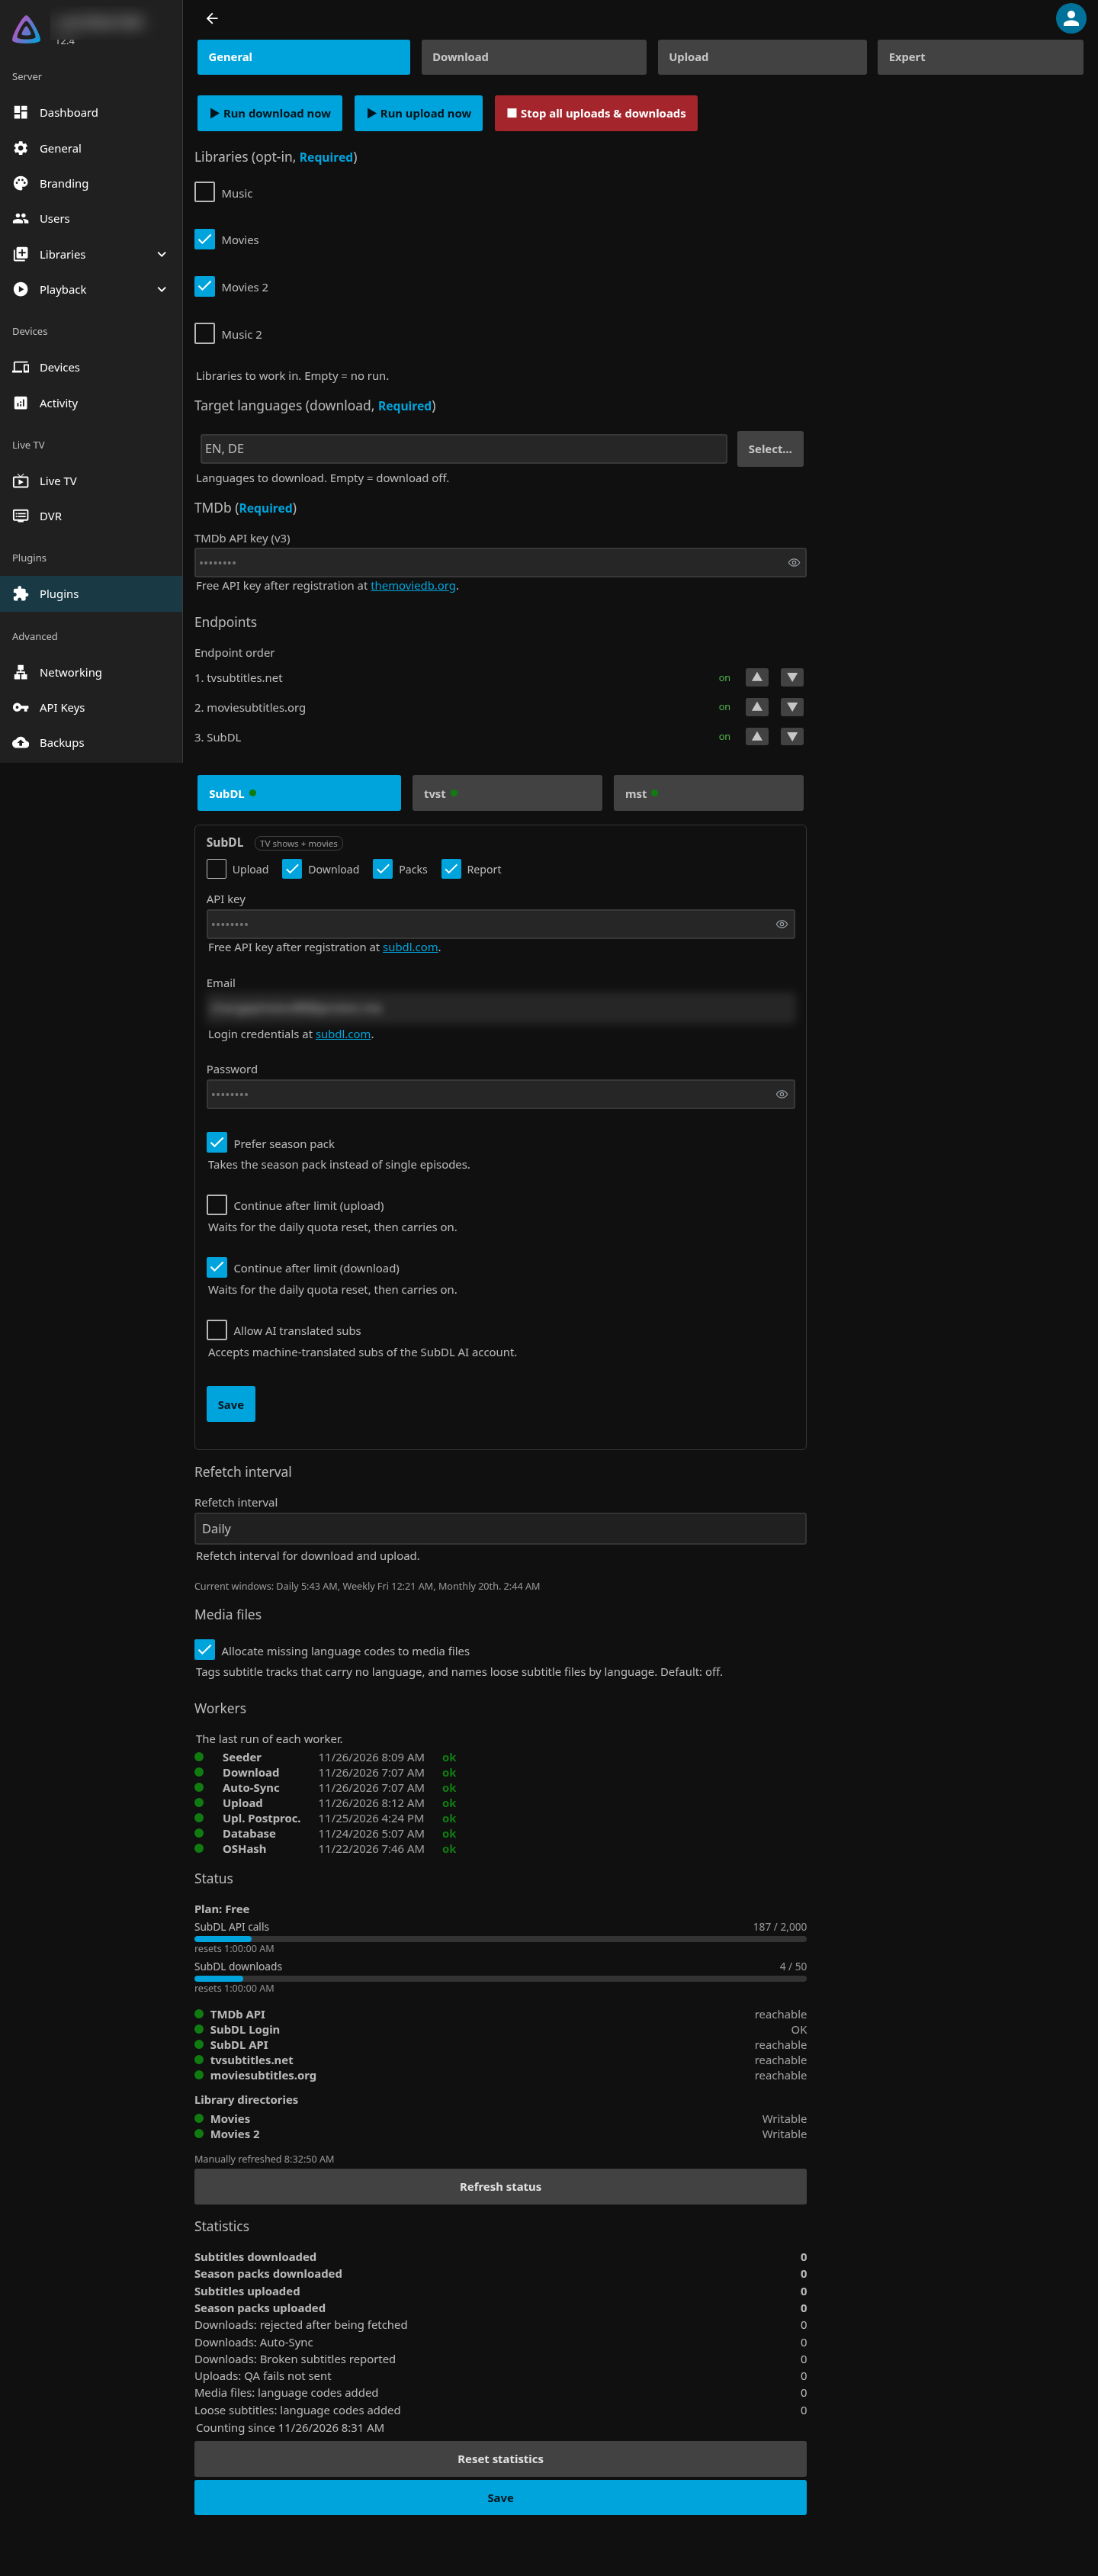 12.4
Server
Dashboard
General
Branding
Users
Libraries
Playback
Devices
Devices
Activity
Live TV
Live TV
DVR
Plugins
Plugins
Advanced
Networking
API Keys
Backups
General
Download
Upload
Expert
▶ Run download now
▶ Run upload now
■ Stop all uploads & downloads
Libraries (opt-in, Required)
Music
Movies
Movies 2
Music 2
Libraries to work in. Empty = no run.
Target languages (download, Required)
EN, DE
Select...
Languages to download. Empty = download off.
TMDb (Required)
TMDb API key (v3)
••••••••
Free API key after registration at themoviedb.org.
Endpoints
Endpoint order
1. tvsubtitles.net on ▲ ▼
2. moviesubtitles.org on ▲ ▼
3. SubDL on ▲ ▼
SubDL
tvst
mst
SubDL TV shows + movies
Upload Download Packs Report
API key
••••••••
Free API key after registration at subdl.com.
Email
Login credentials at subdl.com.
Password
••••••••
Prefer season pack
Takes the season pack instead of single episodes.
Continue after limit (upload)
Waits for the daily quota reset, then carries on.
Continue after limit (download)
Waits for the daily quota reset, then carries on.
Allow AI translated subs
Accepts machine-translated subs of the SubDL AI account.
Save
Refetch interval
Refetch interval
Daily
Refetch interval for download and upload.
Current windows: Daily 5:43 AM, Weekly Fri 12:21 AM, Monthly 20th. 2:44 AM
Media files
Allocate missing language codes to media files
Tags subtitle tracks that carry no language, and names loose subtitle files by language. Default: off.
Workers
The last run of each worker.
Seeder 11/26/2026 8:09 AM ok
Download 11/26/2026 7:07 AM ok
Auto-Sync 11/26/2026 7:07 AM ok
Upload 11/26/2026 8:12 AM ok
Upl. Postproc. 11/25/2026 4:24 PM ok
Database 11/24/2026 5:07 AM ok
OSHash 11/22/2026 7:46 AM ok
Status
Plan: Free
SubDL API calls 187 / 2,000
resets 1:00:00 AM
SubDL downloads 4 / 50
resets 1:00:00 AM
TMDb API reachable
SubDL Login OK
SubDL API reachable
tvsubtitles.net reachable
moviesubtitles.org reachable
Library directories
Movies Writable
Movies 2 Writable
Manually refreshed 8:32:50 AM
Refresh status
Statistics
Subtitles downloaded 0
Season packs downloaded 0
Subtitles uploaded 0
Season packs uploaded 0
Downloads: rejected after being fetched 0
Downloads: Auto-Sync 0
Downloads: Broken subtitles reported 0
Uploads: QA fails not sent 0
Media files: language codes added 0
Loose subtitles: language codes added 0
Counting since 11/26/2026 8:31 AM
Reset statistics
Save